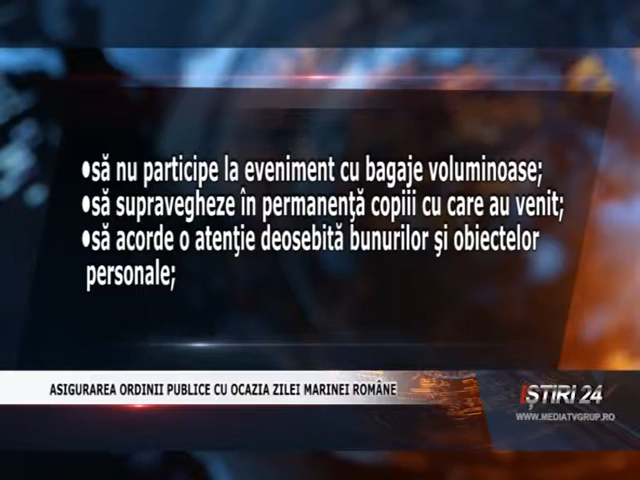 ●să nu participe la eveniment cu bagaje voluminoase;
●să supravegheze în permanenţă copiii cu care au venit;
●să acorde o atenţie deosebită bunurilor şi obiectelor
personale;
ASIGURAREA ORDINII PUBLICE CU OCAZIA ZILEI MARINEI ROMÂNE
ȘTIRI 24
WWW.MEDIATVGRUP.RO